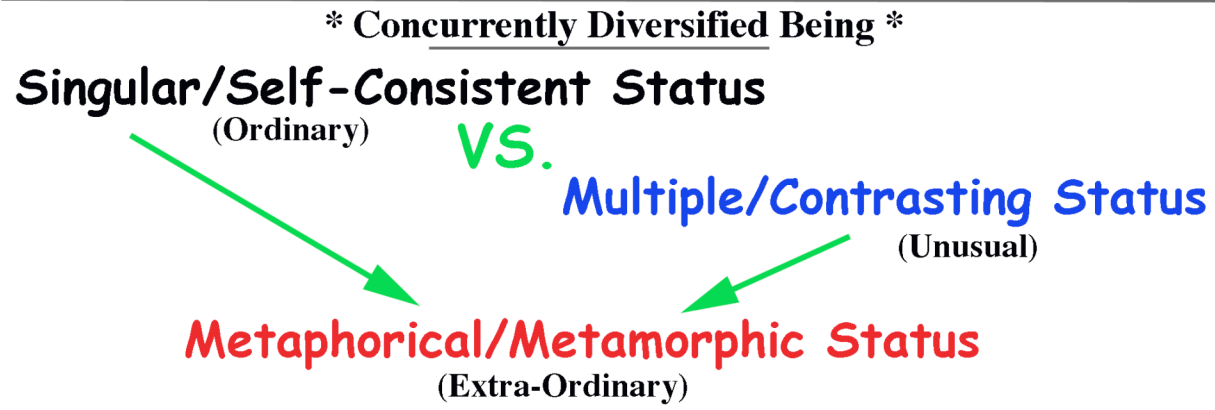 * Concurrently Diversified Being *
Singular/Self-Consistent Status
(Ordinary)
VS.
Multiple/Contrasting Status
(Unusual)
Metaphorical/Metamorphic Status
(Extra-Ordinary)